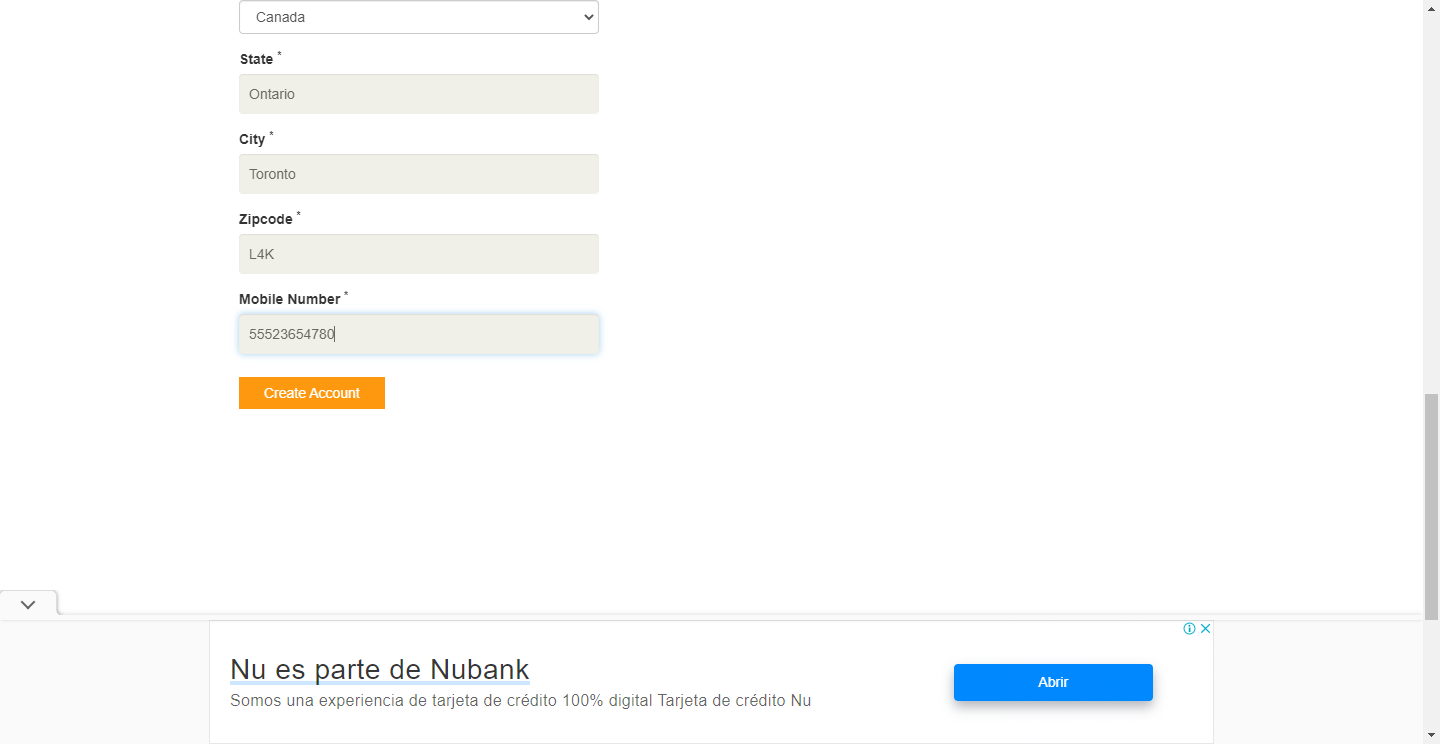 Canada
State *
Ontario
City *
Toronto
Zipcode *
L4K
Mobile Number *
55523654780
Create Account
Nu es parte de Nubank
Somos una experiencia de tarjeta de crédito 100% digital Tarjeta de crédito Nu
Abrir